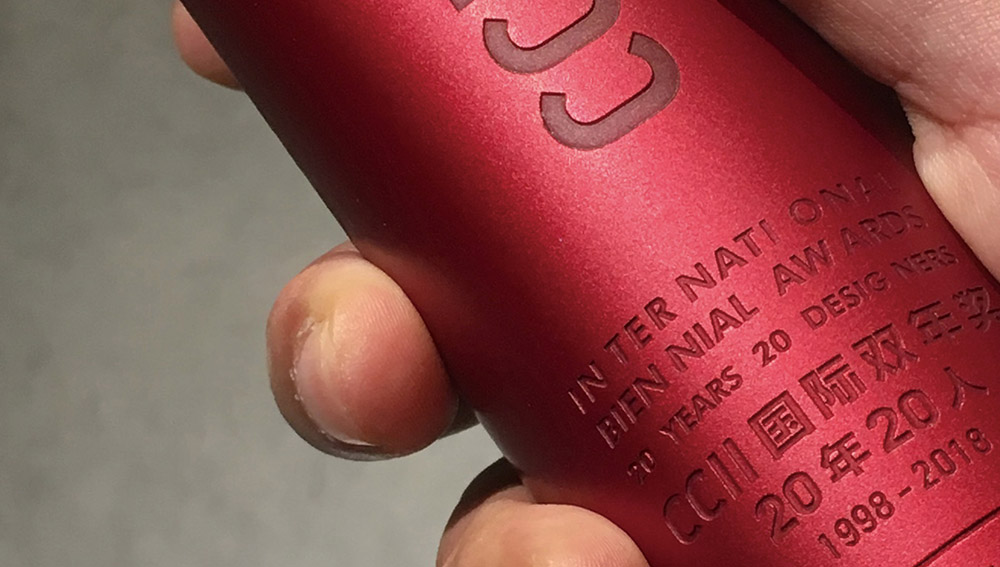 INTERNATIONAL
BIENNIAL AWARDS
20 YEARS 20 DESIGNERS
CCII国际双年奖
20年20人
1998-2018